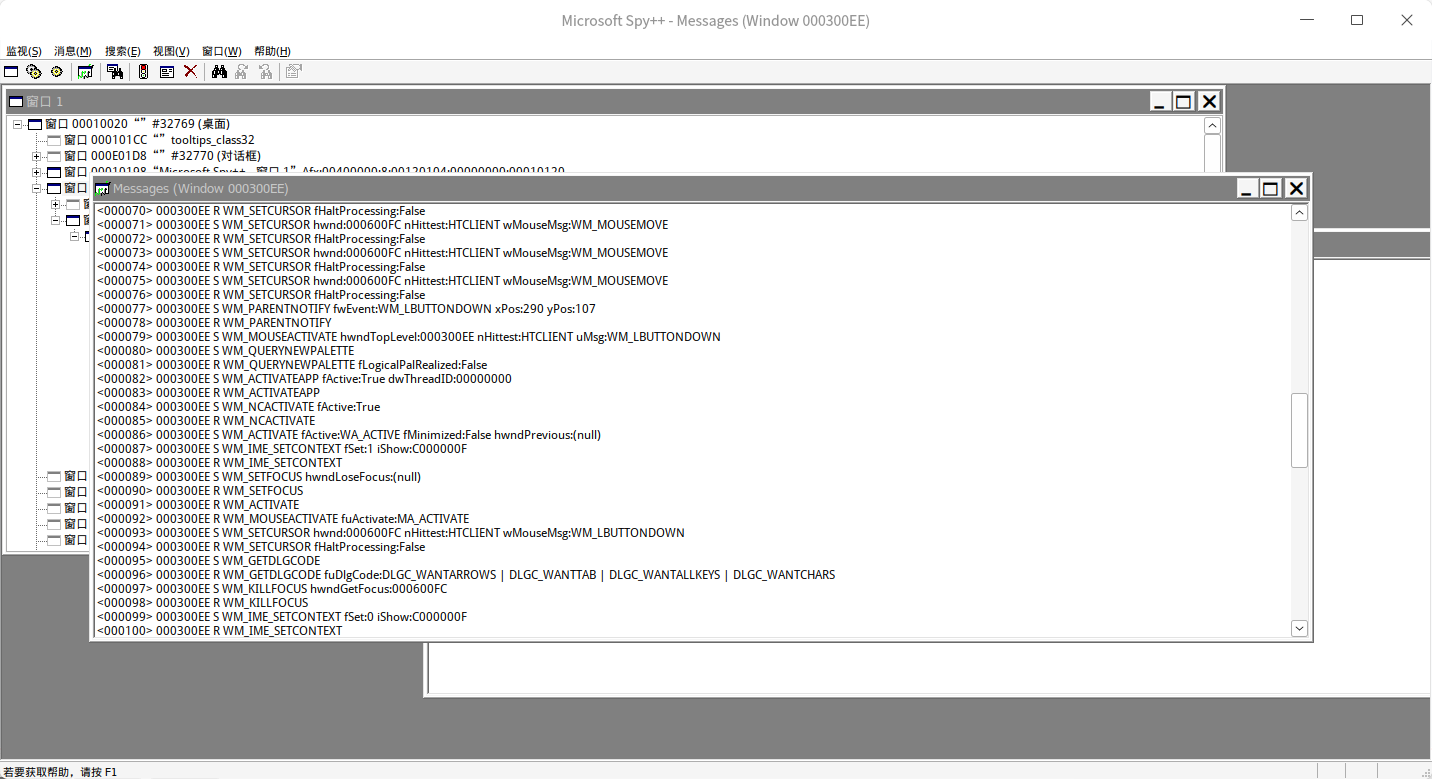 Microsoft Spy++ - Messages (Window 000300EE)
监视(S) 消息(M) 搜索(E) 视图(V) 窗口(W) 帮助(H)
窗口 1
窗口 00010020 “” #32769 (桌面)
窗口 000101CC “” tooltips_class32
窗口 000E01D8 “” #32770 (对话框)
窗口 00010198 “Microsoft Spy++ - 窗口 1” Afx:00400000:8:00120104:00000000:00010120
窗口
Messages (Window 000300EE)
<000070> 000300EE R WM_SETCURSOR fHaltProcessing:False
<000071> 000300EE S WM_SETCURSOR hwnd:000600FC nHittest:HTCLIENT wMouseMsg:WM_MOUSEMOVE
<000072> 000300EE R WM_SETCURSOR fHaltProcessing:False
<000073> 000300EE S WM_SETCURSOR hwnd:000600FC nHittest:HTCLIENT wMouseMsg:WM_MOUSEMOVE
<000074> 000300EE R WM_SETCURSOR fHaltProcessing:False
<000075> 000300EE S WM_SETCURSOR hwnd:000600FC nHittest:HTCLIENT wMouseMsg:WM_MOUSEMOVE
<000076> 000300EE R WM_SETCURSOR fHaltProcessing:False
<000077> 000300EE S WM_PARENTNOTIFY fwEvent:WM_LBUTTONDOWN xPos:290 yPos:107
<000078> 000300EE R WM_PARENTNOTIFY
<000079> 000300EE S WM_MOUSEACTIVATE hwndTopLevel:000300EE nHittest:HTCLIENT uMsg:WM_LBUTTONDOWN
<000080> 000300EE S WM_QUERYNEWPALETTE
<000081> 000300EE R WM_QUERYNEWPALETTE fLogicalPalRealized:False
<000082> 000300EE S WM_ACTIVATEAPP fActive:True dwThreadID:00000000
<000083> 000300EE R WM_ACTIVATEAPP
<000084> 000300EE S WM_NCACTIVATE fActive:True
<000085> 000300EE R WM_NCACTIVATE
<000086> 000300EE S WM_ACTIVATE fActive:WA_ACTIVE fMinimized:False hwndPrevious:(null)
<000087> 000300EE S WM_IME_SETCONTEXT fSet:1 iShow:C000000F
<000088> 000300EE R WM_IME_SETCONTEXT
<000089> 000300EE S WM_SETFOCUS hwndLoseFocus:(null)
<000090> 000300EE R WM_SETFOCUS
<000091> 000300EE R WM_ACTIVATE
<000092> 000300EE R WM_MOUSEACTIVATE fuActivate:MA_ACTIVATE
<000093> 000300EE S WM_SETCURSOR hwnd:000600FC nHittest:HTCLIENT wMouseMsg:WM_LBUTTONDOWN
<000094> 000300EE R WM_SETCURSOR fHaltProcessing:False
<000095> 000300EE S WM_GETDLGCODE
<000096> 000300EE R WM_GETDLGCODE fuDlgCode:DLGC_WANTARROWS | DLGC_WANTTAB | DLGC_WANTALLKEYS | DLGC_WANTCHARS
<000097> 000300EE S WM_KILLFOCUS hwndGetFocus:000600FC
<000098> 000300EE R WM_KILLFOCUS
<000099> 000300EE S WM_IME_SETCONTEXT fSet:0 iShow:C000000F
<000100> 000300EE R WM_IME_SETCONTEXT
窗口
窗口
窗口
窗口
窗口
若要获取帮助，请按 F1